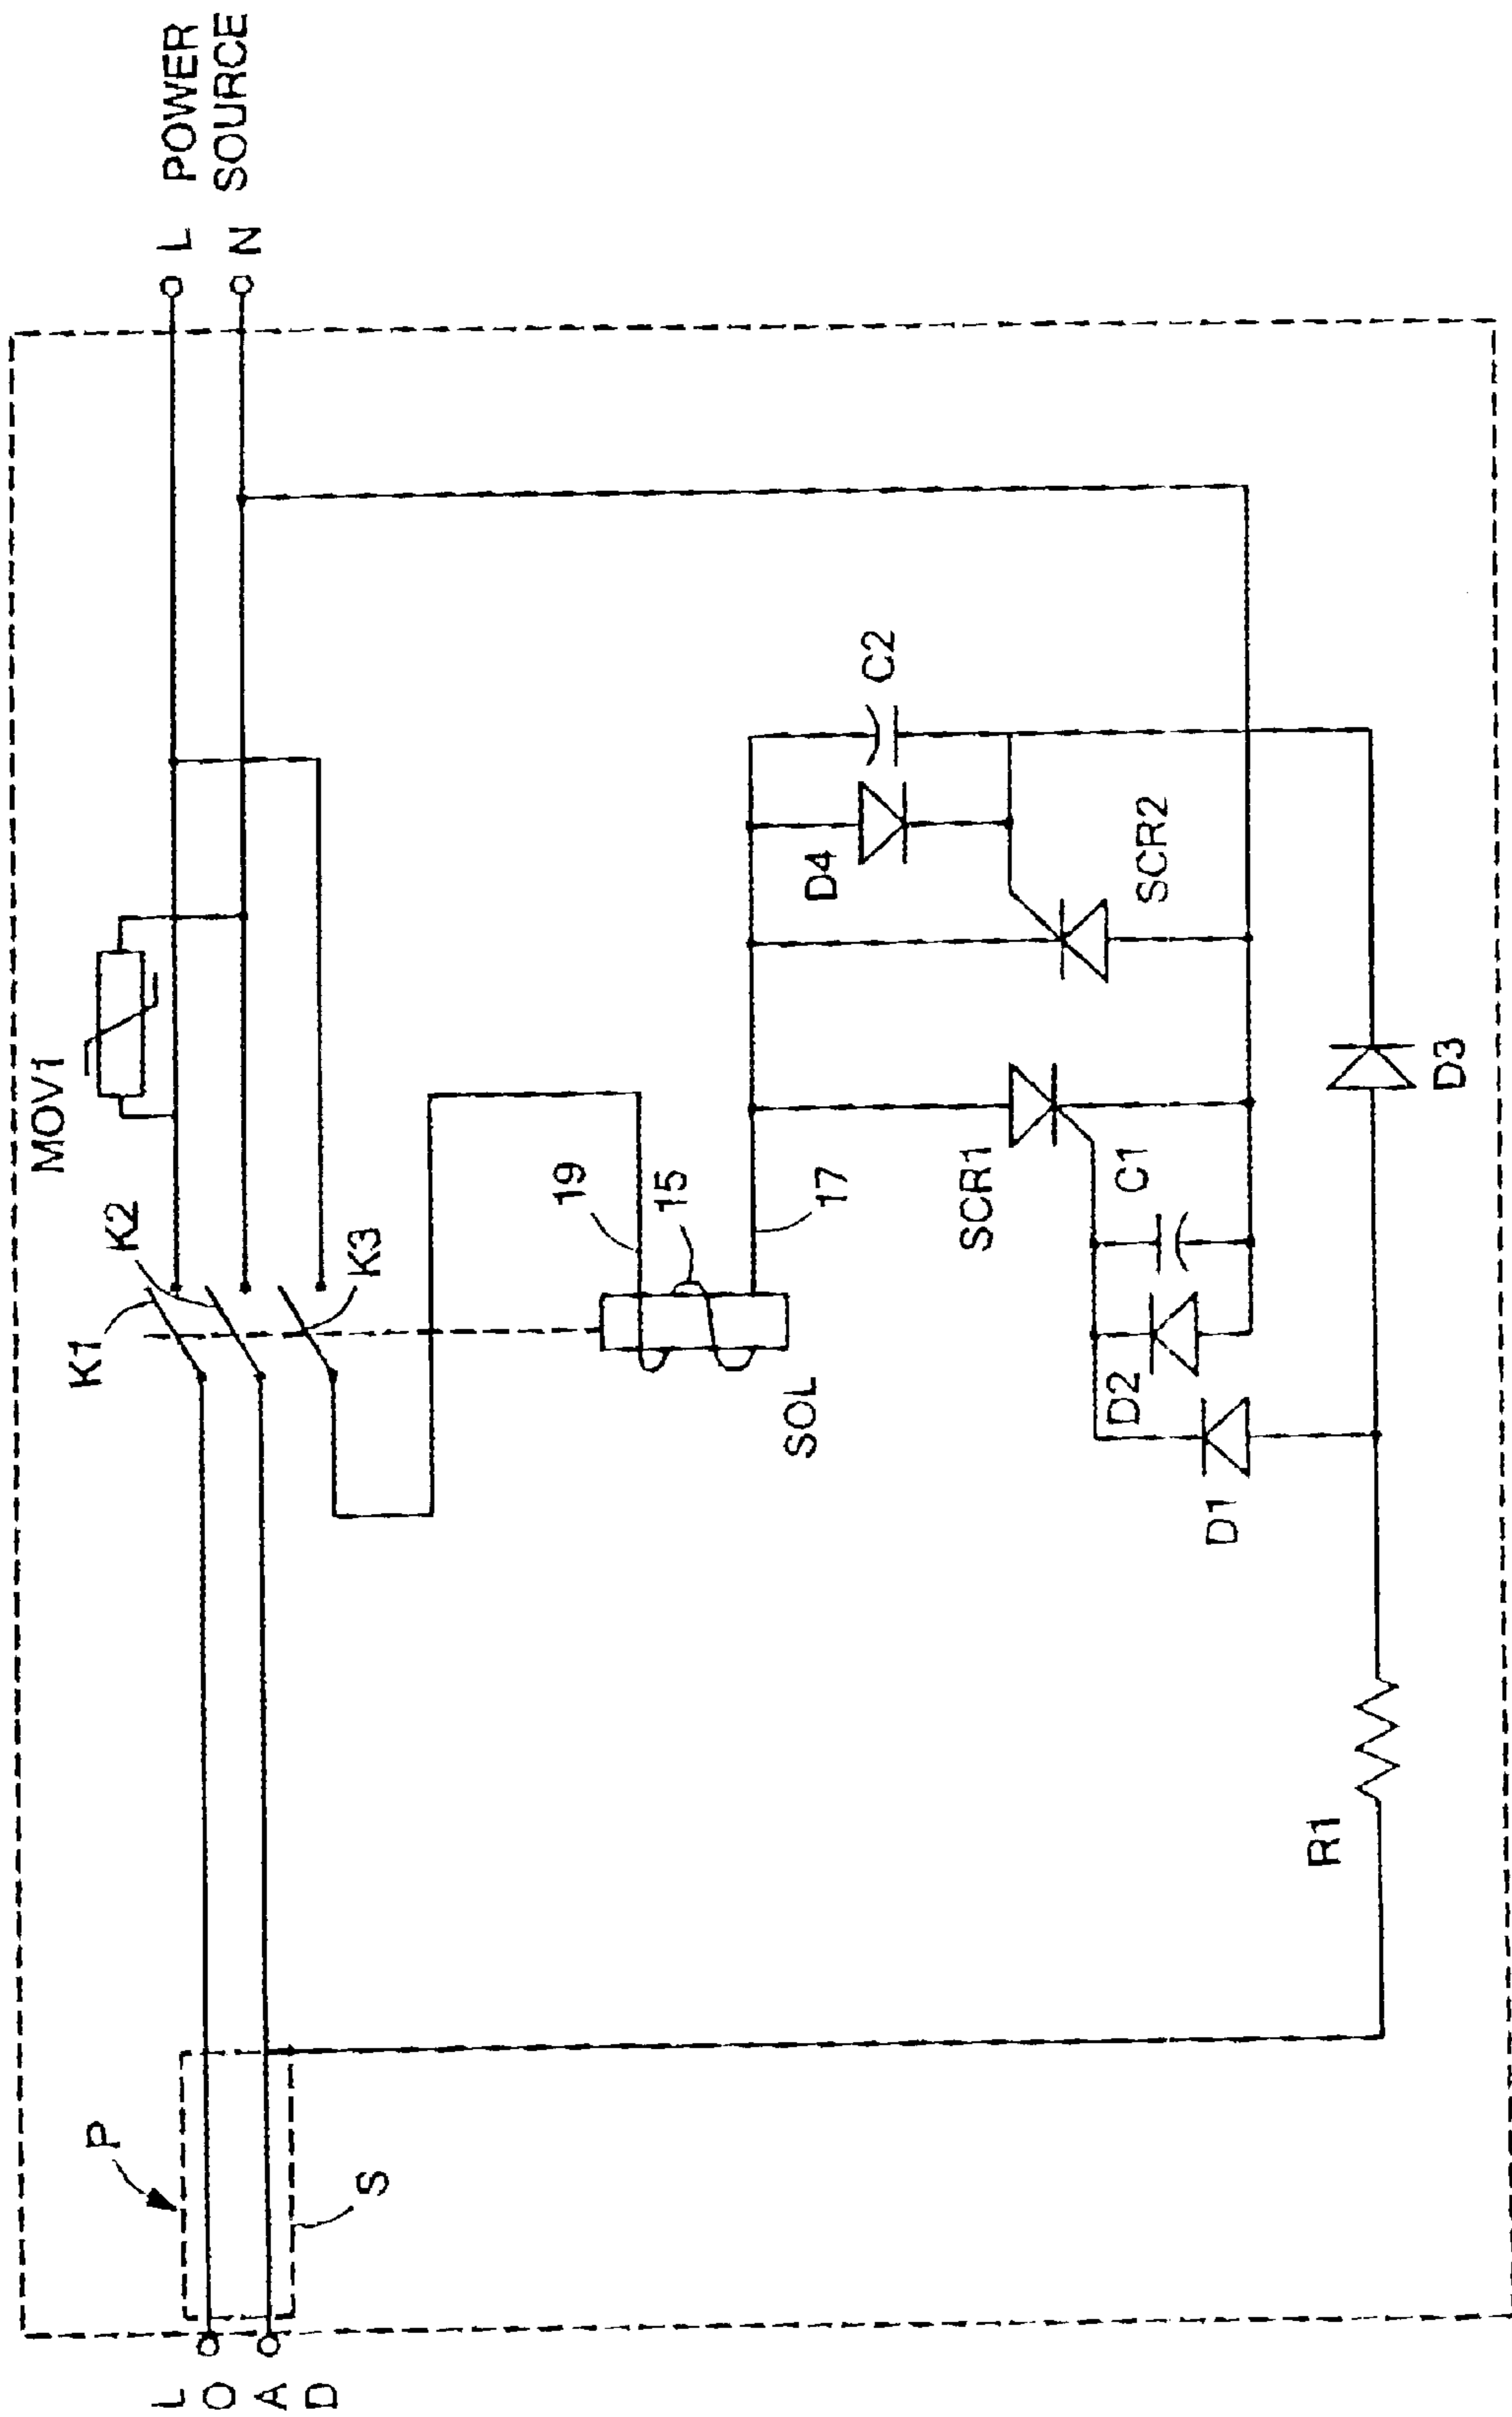 L POWER
N SOURCE
MOV1
K1
K2
K3
19
15
17
SOL
C2
D4
SCR2
SCR1
C1
D2
D1
D3
R1
P
S
L
O
A
D